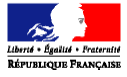 Liberté • Égalité • Fraternité
RÉPUBLIQUE FRANÇAISE